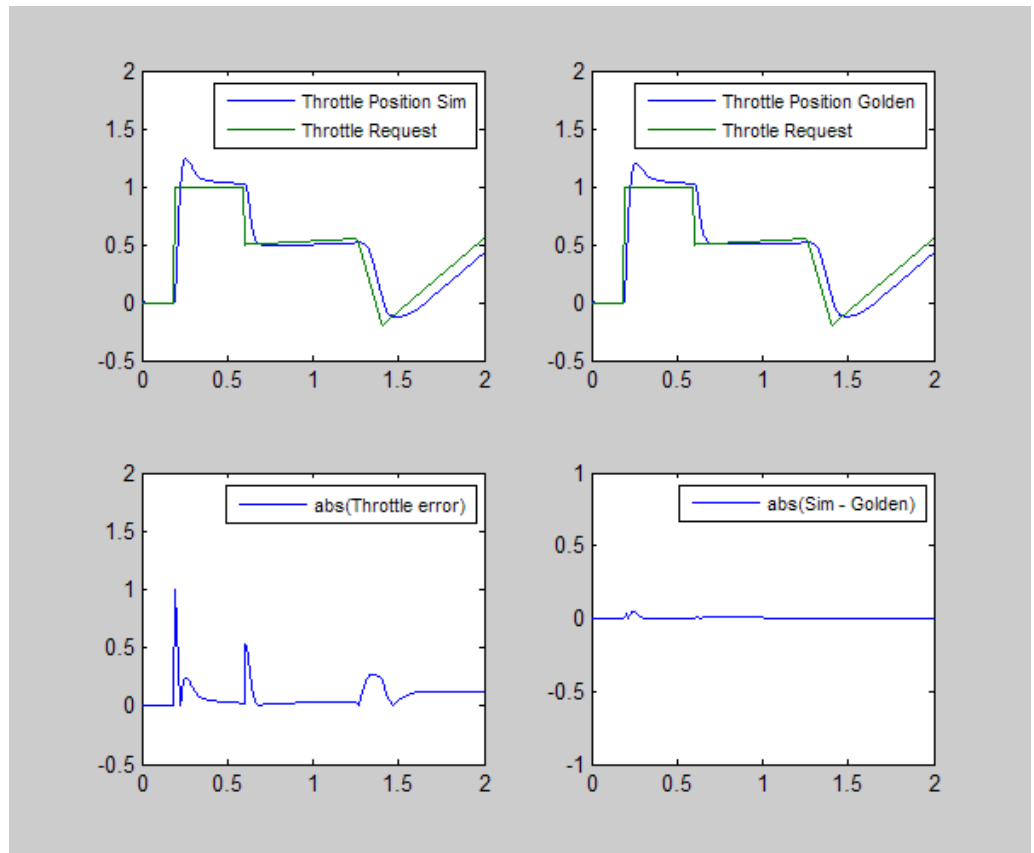 2
1.5
1
0.5
0
-0.5
0 0.5 1 1.5 2
Throttle Position Sim
Throttle Request
2
1.5
1
0.5
0
-0.5
0 0.5 1 1.5 2
Throttle Position Golden
Throttle Request
2
1.5
1
0.5
0
-0.5
0 0.5 1 1.5 2
abs(Throttle error)
1
0.5
0
-0.5
-1
0 0.5 1 1.5 2
abs(Sim - Golden)